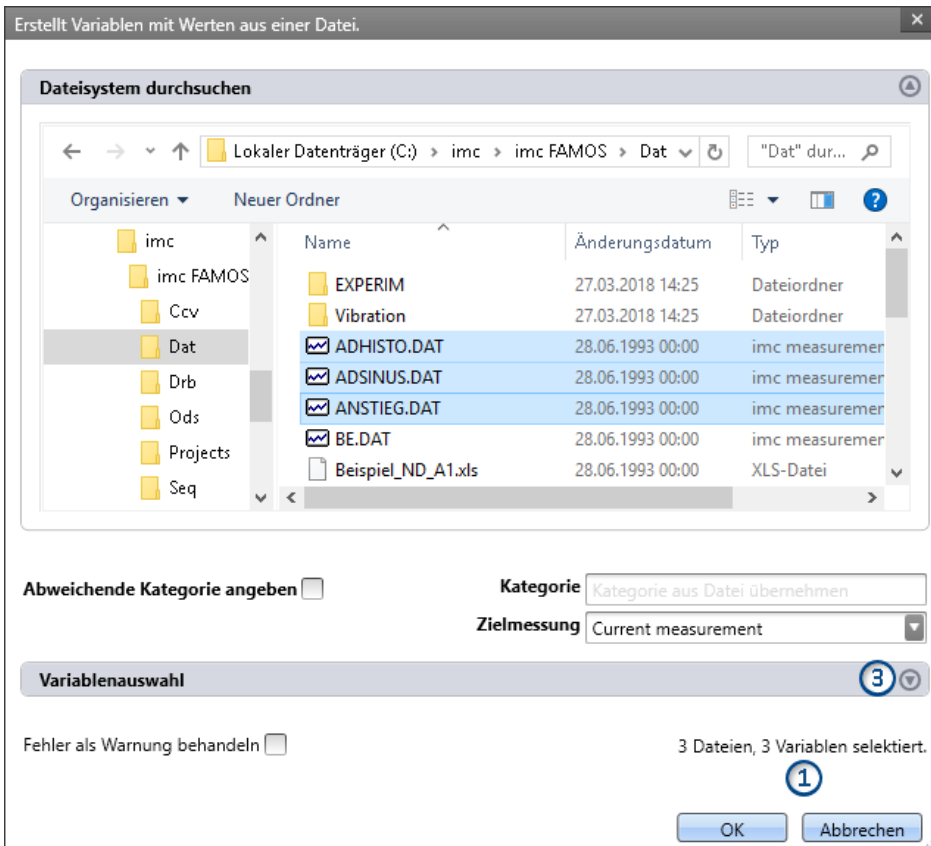 Erstellt Variablen mit Werten aus einer Datei.
Dateisystem durchsuchen
Lokaler Datenträger (C:) > imc > imc FAMOS > Dat "Dat" dur...
Organisieren Neuer Ordner ?
imc Name Änderungsdatum Typ
imc FAMOS EXPERIM 27.03.2018 14:25 Dateiordner
Ccv Vibration 27.03.2018 14:25 Dateiordner
Dat ADHISTO.DAT 28.06.1993 00:00 imc measuremen
Drb ADSINUS.DAT 28.06.1993 00:00 imc measuremen
Ods ANSTIEG.DAT 28.06.1993 00:00 imc measuremen
Projects BE.DAT 28.06.1993 00:00 imc measuremen
Seq Beispiel_ND_A1.xls 28.06.1993 00:00 XLS-Datei
Abweichende Kategorie angeben Kategorie Kategorie aus Datei übernehmen
Zielmessung Current measurement
Variablenauswahl 3
Fehler als Warnung behandeln 3 Dateien, 3 Variablen selektiert.
1
OK Abbrechen